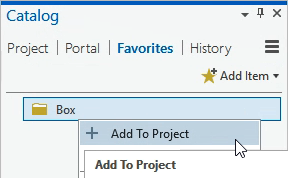 Catalog
Project | Portal | Favorites | History
Add Item
Box
Add To Project
Add To Project